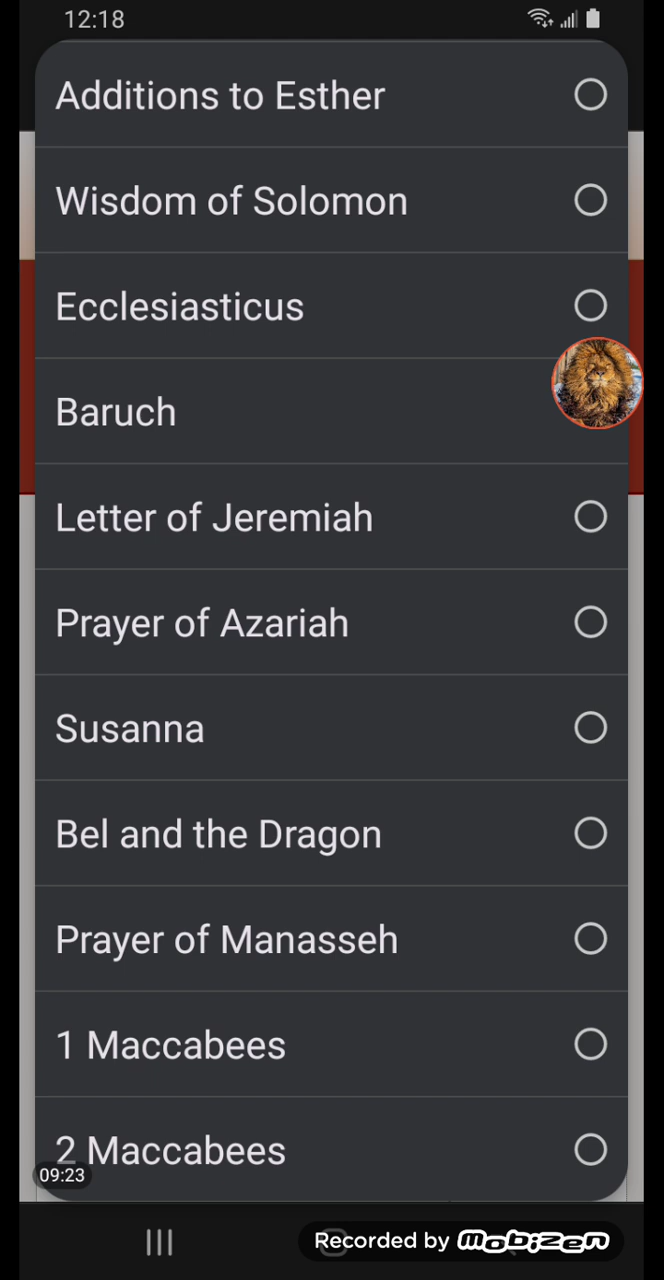 12:18
Additions to Esther
Wisdom of Solomon
Ecclesiasticus
Baruch
Letter of Jeremiah
Prayer of Azariah
Susanna
Bel and the Dragon
Prayer of Manasseh
1 Maccabees
2 Maccabees
09:23
Recorded by Mobizen